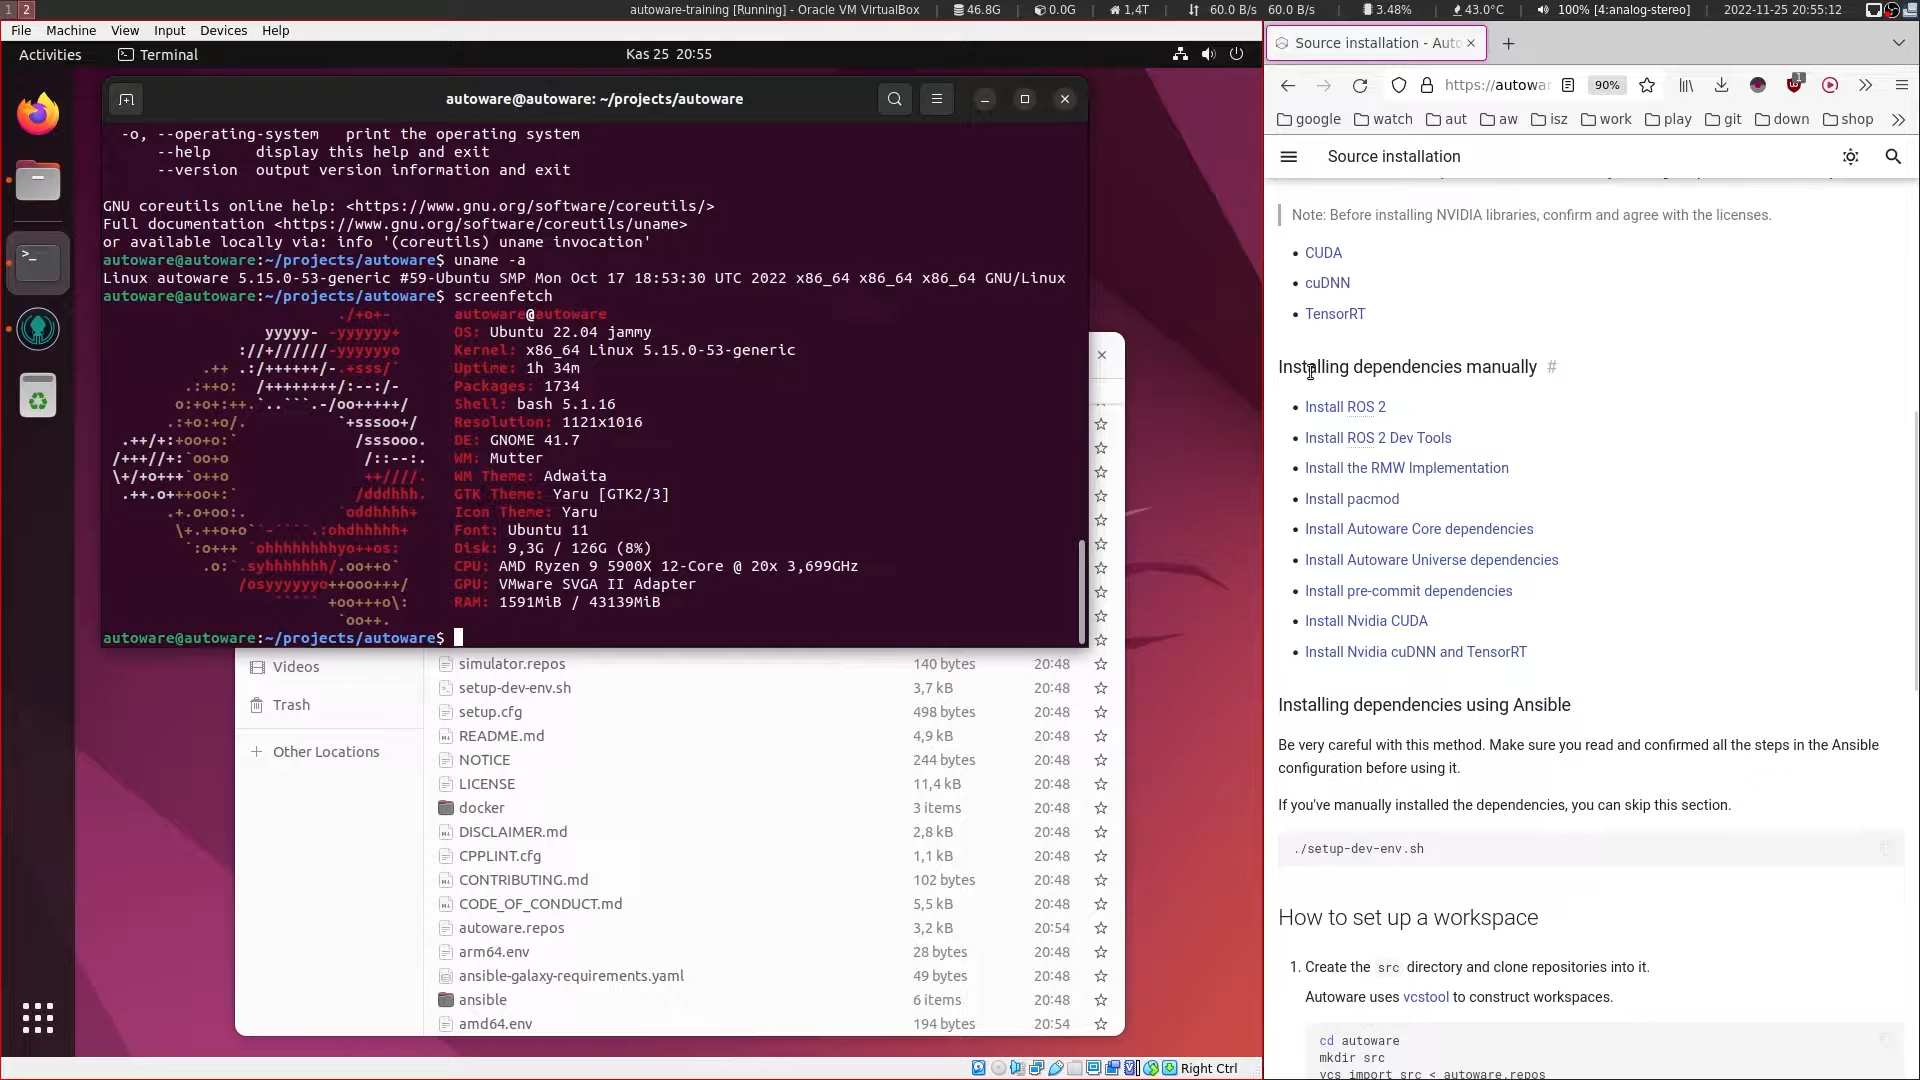 1 2 autoware-training [Running] - Oracle VM VirtualBox 46.8G 0.0G 1,4T 60.0 B/s 60.0 B/s 3.48% 43.0°C 100% [4:analog-stereo] 2022-11-25 20:55:12
File Machine View Input Devices Help
Activities Terminal Kas 25 20:55
autoware@autoware: ~/projects/autoware
-o, --operating-system print the operating system
--help display this help and exit
--version output version information and exit
GNU coreutils online help: <https://www.gnu.org/software/coreutils/>
Full documentation <https://www.gnu.org/software/coreutils/uname>
or available locally via: info '(coreutils) uname invocation'
autoware@autoware:~/projects/autoware$ uname -a
Linux autoware 5.15.0-53-generic #59-Ubuntu SMP Mon Oct 17 18:53:30 UTC 2022 x86_64 x86_64 x86_64 GNU/Linux
autoware@autoware:~/projects/autoware$ screenfetch
autoware@autoware
OS: Ubuntu 22.04 jammy
Kernel: x86_64 Linux 5.15.0-53-generic
Uptime: 1h 34m
Packages: 1734
Shell: bash 5.1.16
Resolution: 1121x1016
DE: GNOME 41.7
WM: Mutter
WM Theme: Adwaita
GTK Theme: Yaru [GTK2/3]
Icon Theme: Yaru
Font: Ubuntu 11
Disk: 9,3G / 126G (8%)
CPU: AMD Ryzen 9 5900X 12-Core @ 20x 3,699GHz
GPU: VMware SVGA II Adapter
RAM: 1591MiB / 43139MiB
autoware@autoware:~/projects/autoware$
Videos
Trash
Other Locations
simulator.repos 140 bytes 20:48
setup-dev-env.sh 3,7 kB 20:48
setup.cfg 498 bytes 20:48
README.md 4,9 kB 20:48
NOTICE 244 bytes 20:48
LICENSE 11,4 kB 20:48
docker 3 items 20:48
DISCLAIMER.md 2,8 kB 20:48
CPPLINT.cfg 1,1 kB 20:48
CONTRIBUTING.md 102 bytes 20:48
CODE_OF_CONDUCT.md 5,5 kB 20:48
autoware.repos 3,2 kB 20:54
arm64.env 28 bytes 20:48
ansible-galaxy-requirements.yaml 49 bytes 20:48
ansible 6 items 20:48
amd64.env 194 bytes 20:54
Right Ctrl
Source installation - Auto
https://autowar 90% 1
google watch aut aw isz work play git down shop
Source installation
Note: Before installing NVIDIA libraries, confirm and agree with the licenses.
CUDA
cuDNN
TensorRT
Installing dependencies manually #
Install ROS 2
Install ROS 2 Dev Tools
Install the RMW Implementation
Install pacmod
Install Autoware Core dependencies
Install Autoware Universe dependencies
Install pre-commit dependencies
Install Nvidia CUDA
Install Nvidia cuDNN and TensorRT
Installing dependencies using Ansible
Be very careful with this method. Make sure you read and confirmed all the steps in the Ansible
configuration before using it.
If you've manually installed the dependencies, you can skip this section.
./setup-dev-env.sh
How to set up a workspace
1. Create the src directory and clone repositories into it.
Autoware uses vcstool to construct workspaces.
cd autoware
mkdir src
vcs import src < autoware.repos